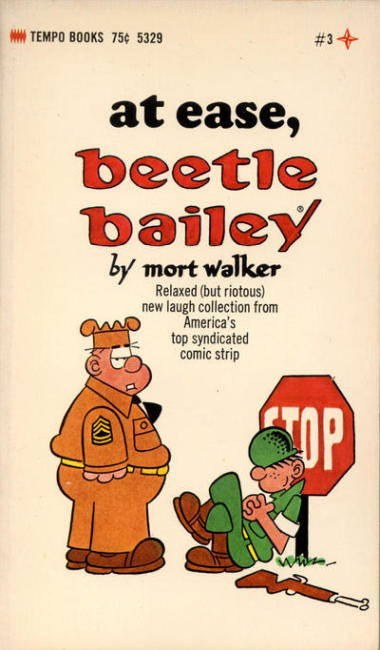 TEMPO BOOKS 75¢ 5329
#3
at ease,
beetle
bailey®
by mort walker
Relaxed (but riotous)
new laugh collection from
America's
top syndicated
comic strip
STOP